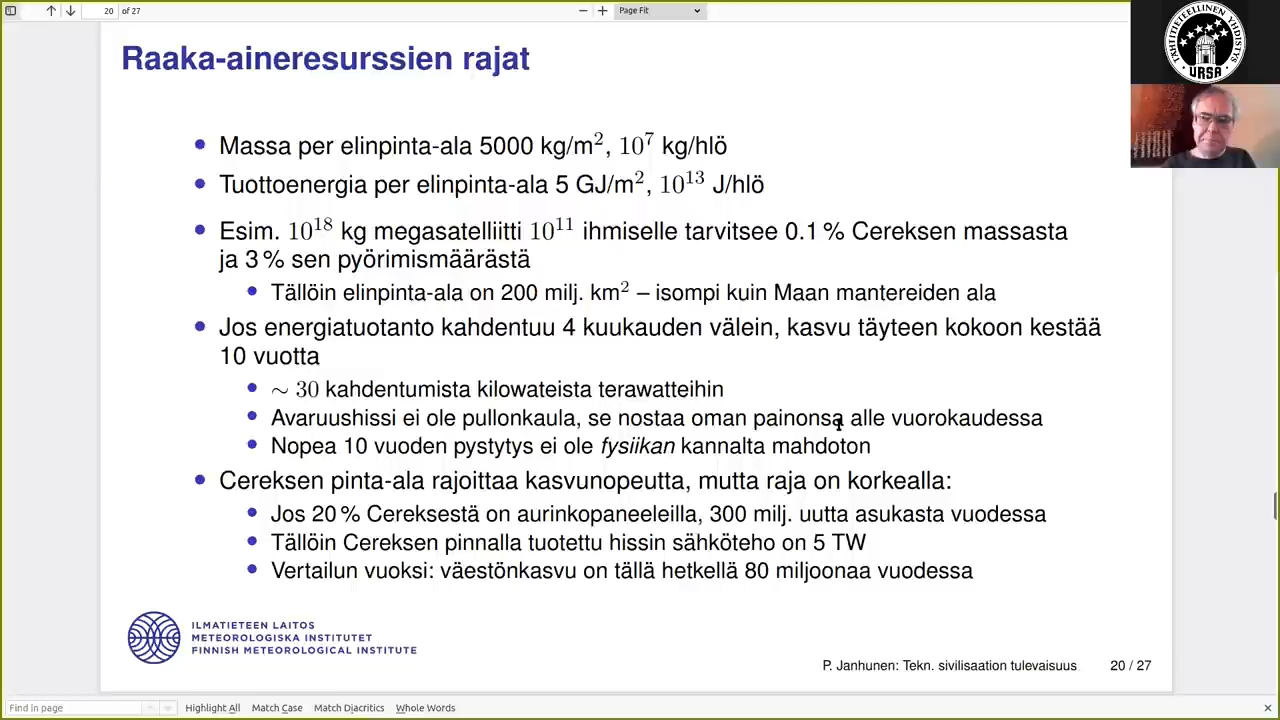 20 of 27
Page Fit
Raaka-aineresurssien rajat
• Massa per elinpinta-ala 5000 kg/m², 10⁷ kg/hlö
• Tuottoenergia per elinpinta-ala 5 GJ/m², 10¹³ J/hlö
• Esim. 10¹⁸ kg megasatelliitti 10¹¹ ihmiselle tarvitsee 0.1 % Cereksen massasta
ja 3 % sen pyörimismäärästä
• Tällöin elinpinta-ala on 200 milj. km² – isompi kuin Maan mantereiden ala
• Jos energiatuotanto kahdentuu 4 kuukauden välein, kasvu täyteen kokoon kestää
10 vuotta
• ∼ 30 kahdentumista kilowateista terawatteihin
• Avaruushissi ei ole pullonkaula, se nostaa oman painonsa alle vuorokaudessa
• Nopea 10 vuoden pystytys ei ole fysiikan kannalta mahdoton
• Cereksen pinta-ala rajoittaa kasvunopeutta, mutta raja on korkealla:
• Jos 20 % Cereksestä on aurinkopaneeleilla, 300 milj. uutta asukasta vuodessa
• Tällöin Cereksen pinnalla tuotettu hissin sähköteho on 5 TW
• Vertailun vuoksi: väestönkasvu on tällä hetkellä 80 miljoonaa vuodessa
ILMATIETEEN LAITOS
METEOROLOGISKA INSTITUTET
FINNISH METEOROLOGICAL INSTITUTE
P. Janhunen: Tekn. sivilisaation tulevaisuus 20 / 27
TÄHTITIETEELLINEN YHDISTYS
URSA
Find in page
Highlight All Match Case Match Diacritics Whole Words